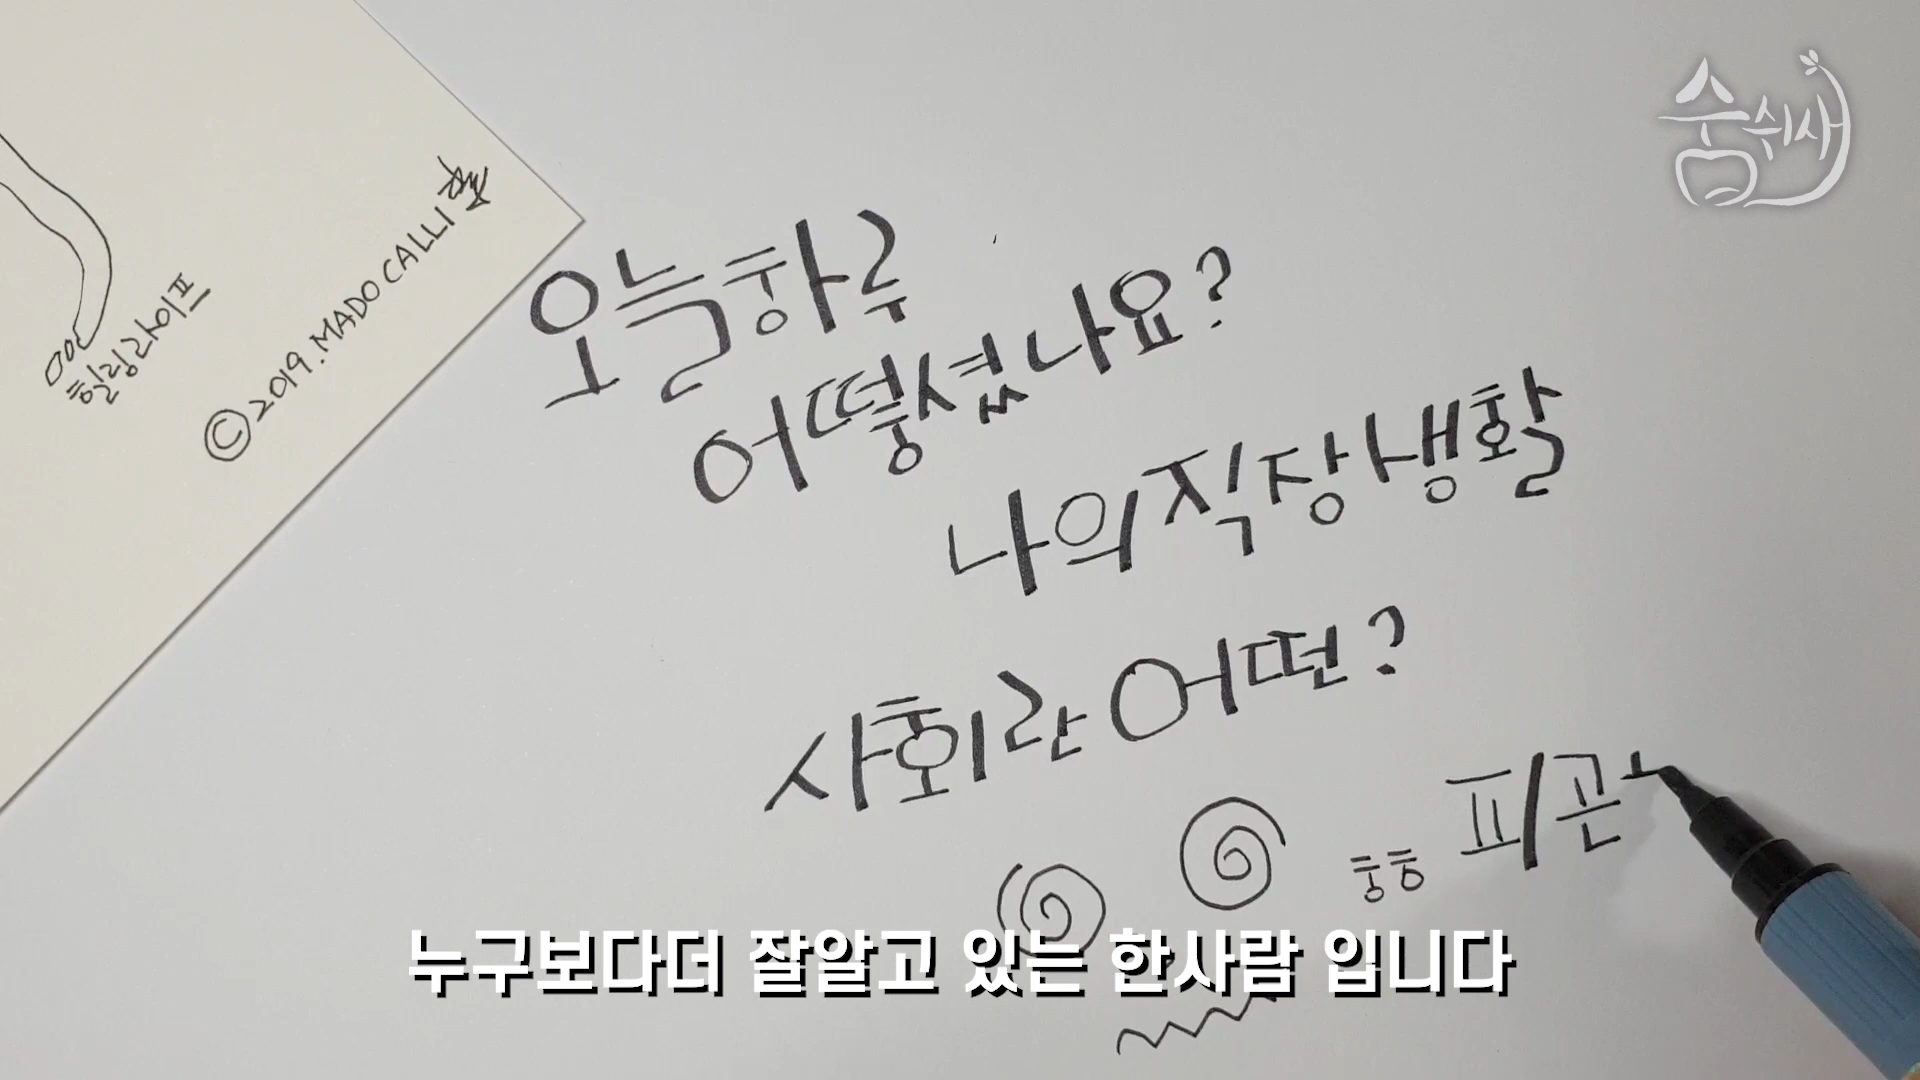 숨쉬새
힐링라이프
©2019.MADO CALLI
오늘하루
어떻셨나요?
나의직장생활
사회란 어떤?
흥흥 피곤
누구보다더 잘알고 있는 한사람 입니다